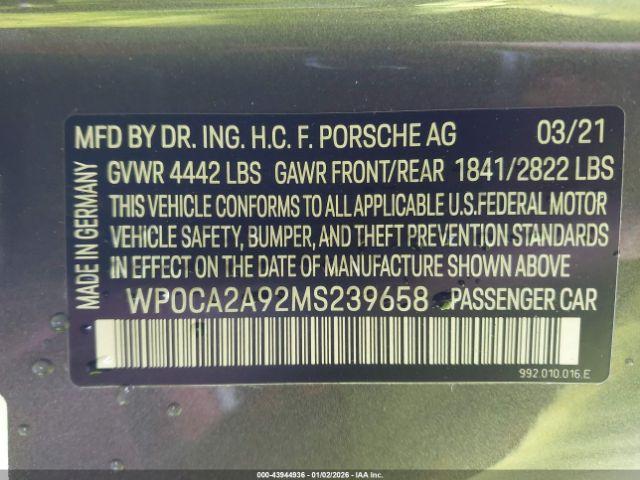 MFD BY DR. ING. H.C. F. PORSCHE AG 03/21
GVWR 4442 LBS GAWR FRONT/REAR 1841/2822 LBS
THIS VEHICLE CONFORMS TO ALL APPLICABLE U.S.FEDERAL MOTOR
VEHICLE SAFETY, BUMPER, AND THEFT PREVENTION STANDARDS
IN EFFECT ON THE DATE OF MANUFACTURE SHOWN ABOVE
WP0CA2A92MS239658 PASSENGER CAR
MADE IN GERMANY
992.010.016.E
000-43944936 - 01/02/2026 - IAA Inc.